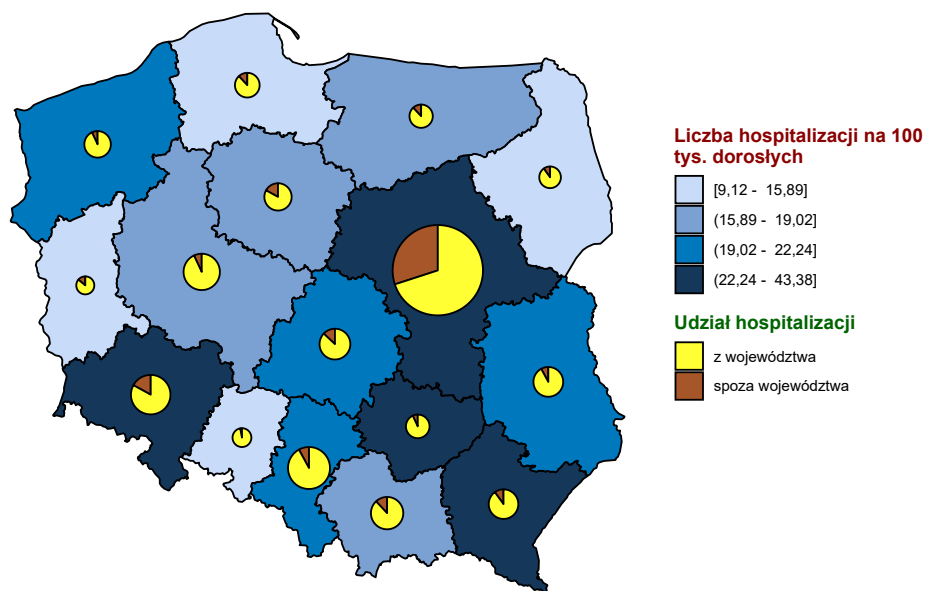 Liczba hospitalizacji na 100
tys. dorosłych
[9,12 - 15,89]
(15,89 - 19,02]
(19,02 - 22,24]
(22,24 - 43,38]
Udział hospitalizacji
z województwa
spoza województwa